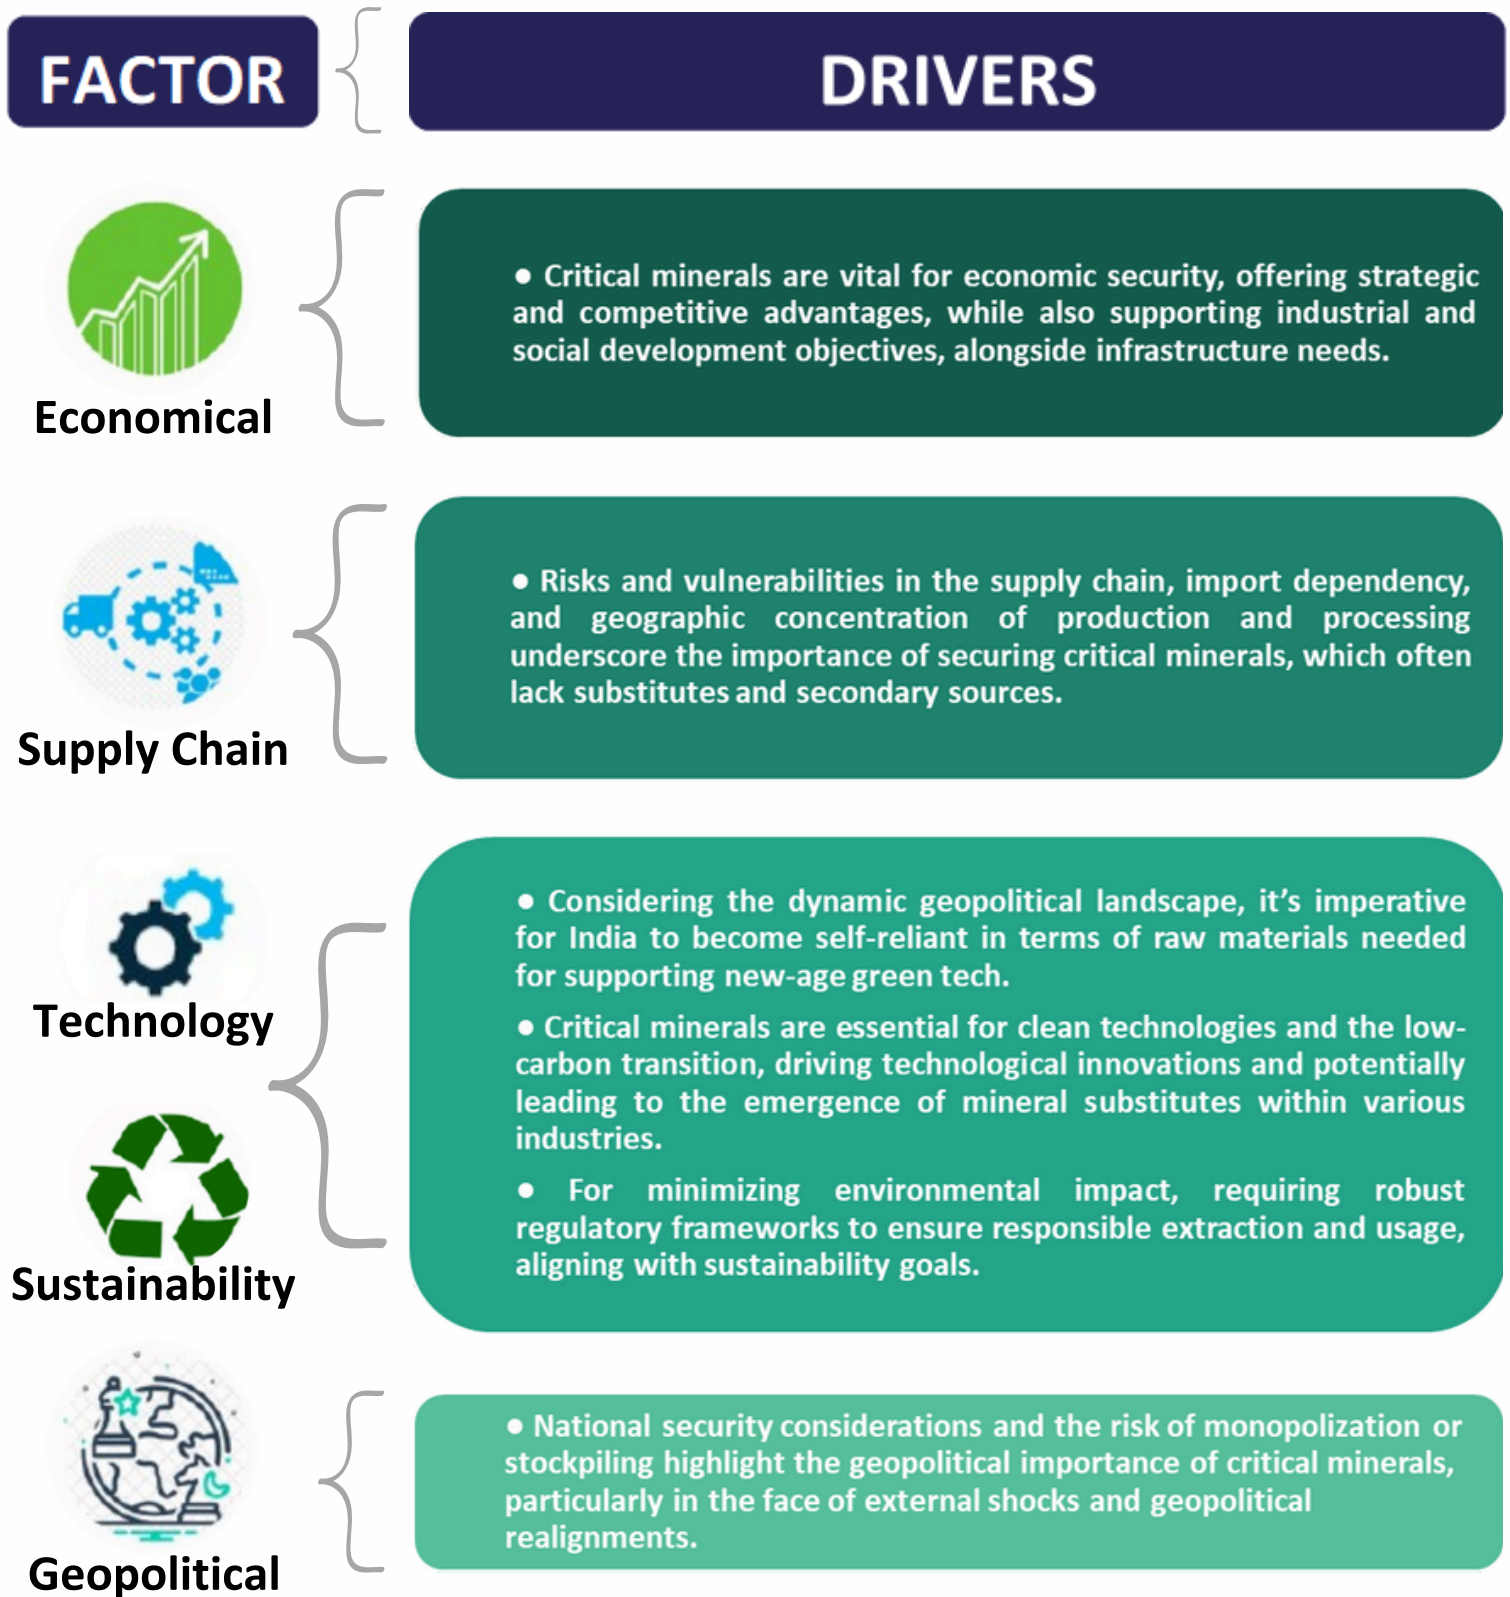 FACTOR
DRIVERS
Economical
● Critical minerals are vital for economic security, offering strategic
and competitive advantages, while also supporting industrial and
social development objectives, alongside infrastructure needs.
Supply Chain
● Risks and vulnerabilities in the supply chain, import dependency,
and geographic concentration of production and processing
underscore the importance of securing critical minerals, which often
lack substitutes and secondary sources.
Technology
Sustainability
● Considering the dynamic geopolitical landscape, it’s imperative
for India to become self-reliant in terms of raw materials needed
for supporting new-age green tech.
● Critical minerals are essential for clean technologies and the low-
carbon transition, driving technological innovations and potentially
leading to the emergence of mineral substitutes within various
industries.
● For minimizing environmental impact, requiring robust
regulatory frameworks to ensure responsible extraction and usage,
aligning with sustainability goals.
Geopolitical
● National security considerations and the risk of monopolization or
stockpiling highlight the geopolitical importance of critical minerals,
particularly in the face of external shocks and geopolitical
realignments.